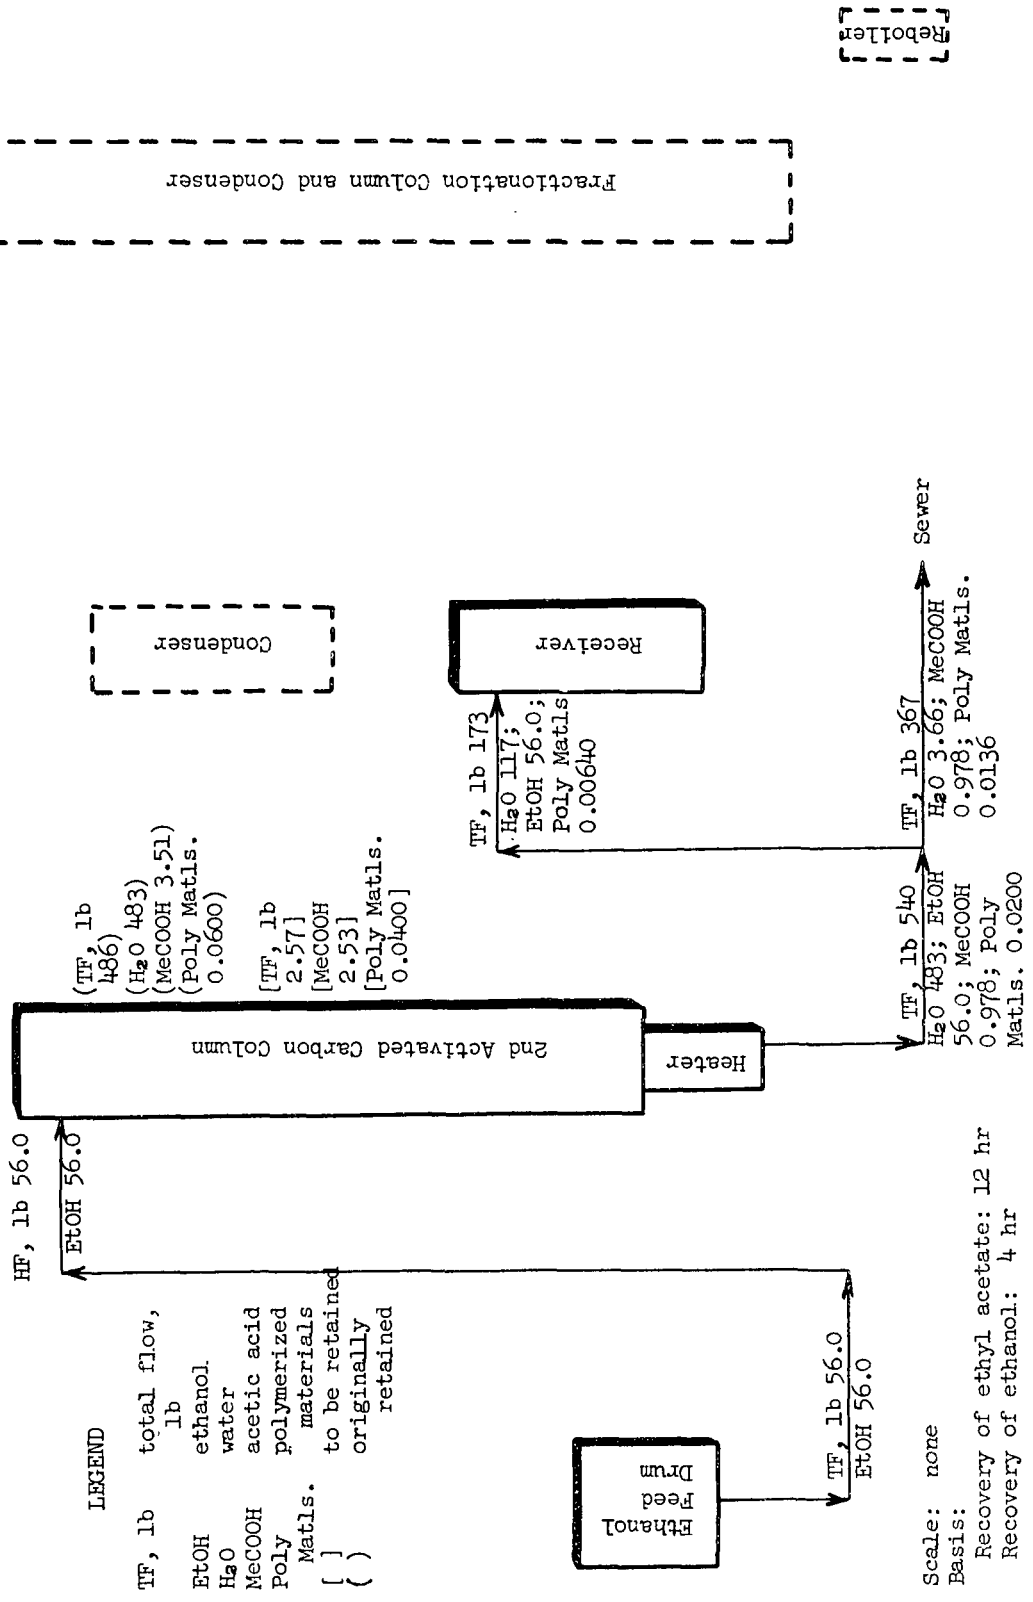 LEGEND
TF, lb total flow,
lb
EtOH ethanol
H₂O water
MeCOOH acetic acid
Poly polymerized
Matls. materials
[ ] to be retained
( ) originally
retained
HF, lb 56.0
EtOH 56.0
Ethanol
Feed
Drum
TF, lb 56.0
EtOH 56.0
Scale: none
Basis:
Recovery of ethyl acetate: 12 hr
Recovery of ethanol: 4 hr
2nd Activated Carbon Column
Heater
(TF, lb
486)
(H₂O 483)
(MeCOOH 3.51)
(Poly Matls.
0.0600)
[TF, lb
2.57]
[MeCOOH
2.53]
[Poly Matls.
0.0400]
TF, lb 540
H₂O 483; EtOH
56.0; MeCOOH
0.978; Poly
Matls. 0.0200
TF, lb 173
H₂O 117;
EtOH 56.0;
Poly Matls
0.00640
TF, lb 367
H₂O 3.66; MeCOOH
0.978; Poly Matls.
0.0136
Sewer
Condenser
Receiver
Fractionation Column and Condenser
Reboiler